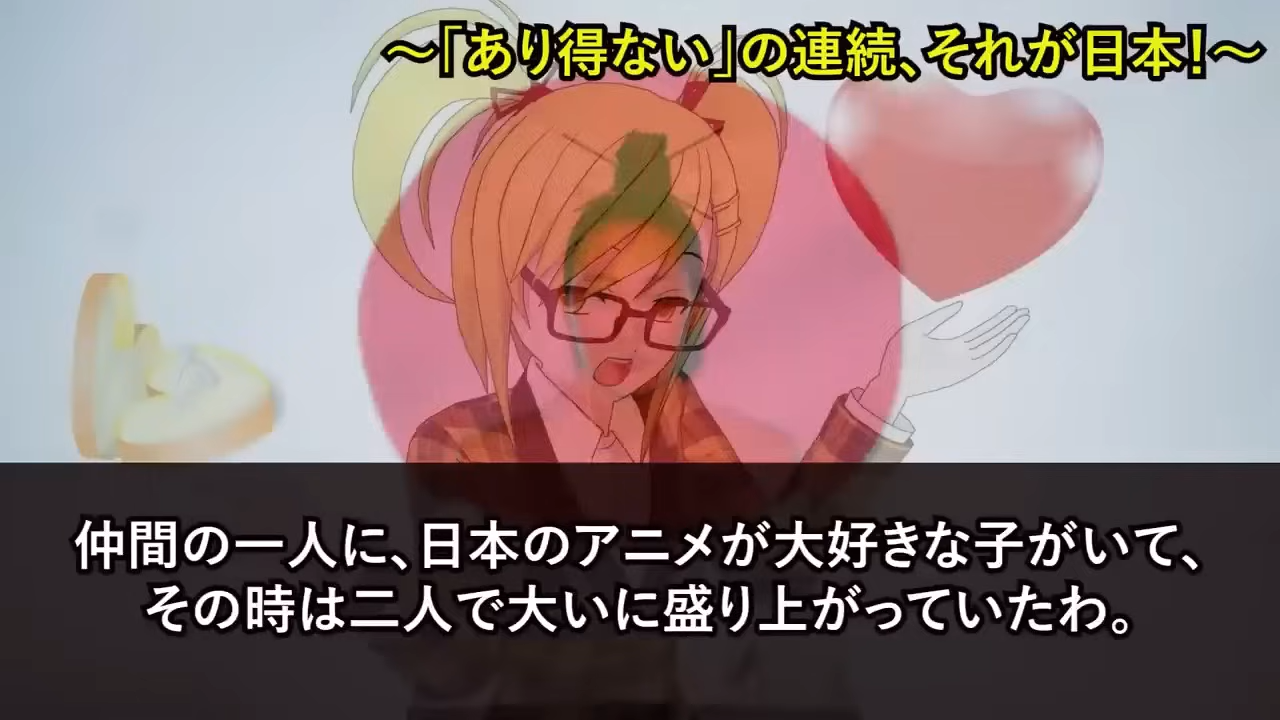 ～「あり得ない」の連続、それが日本！～
仲間の一人に、日本のアニメが大好きな子がいて、
その時は二人で大いに盛り上がっていたわ。